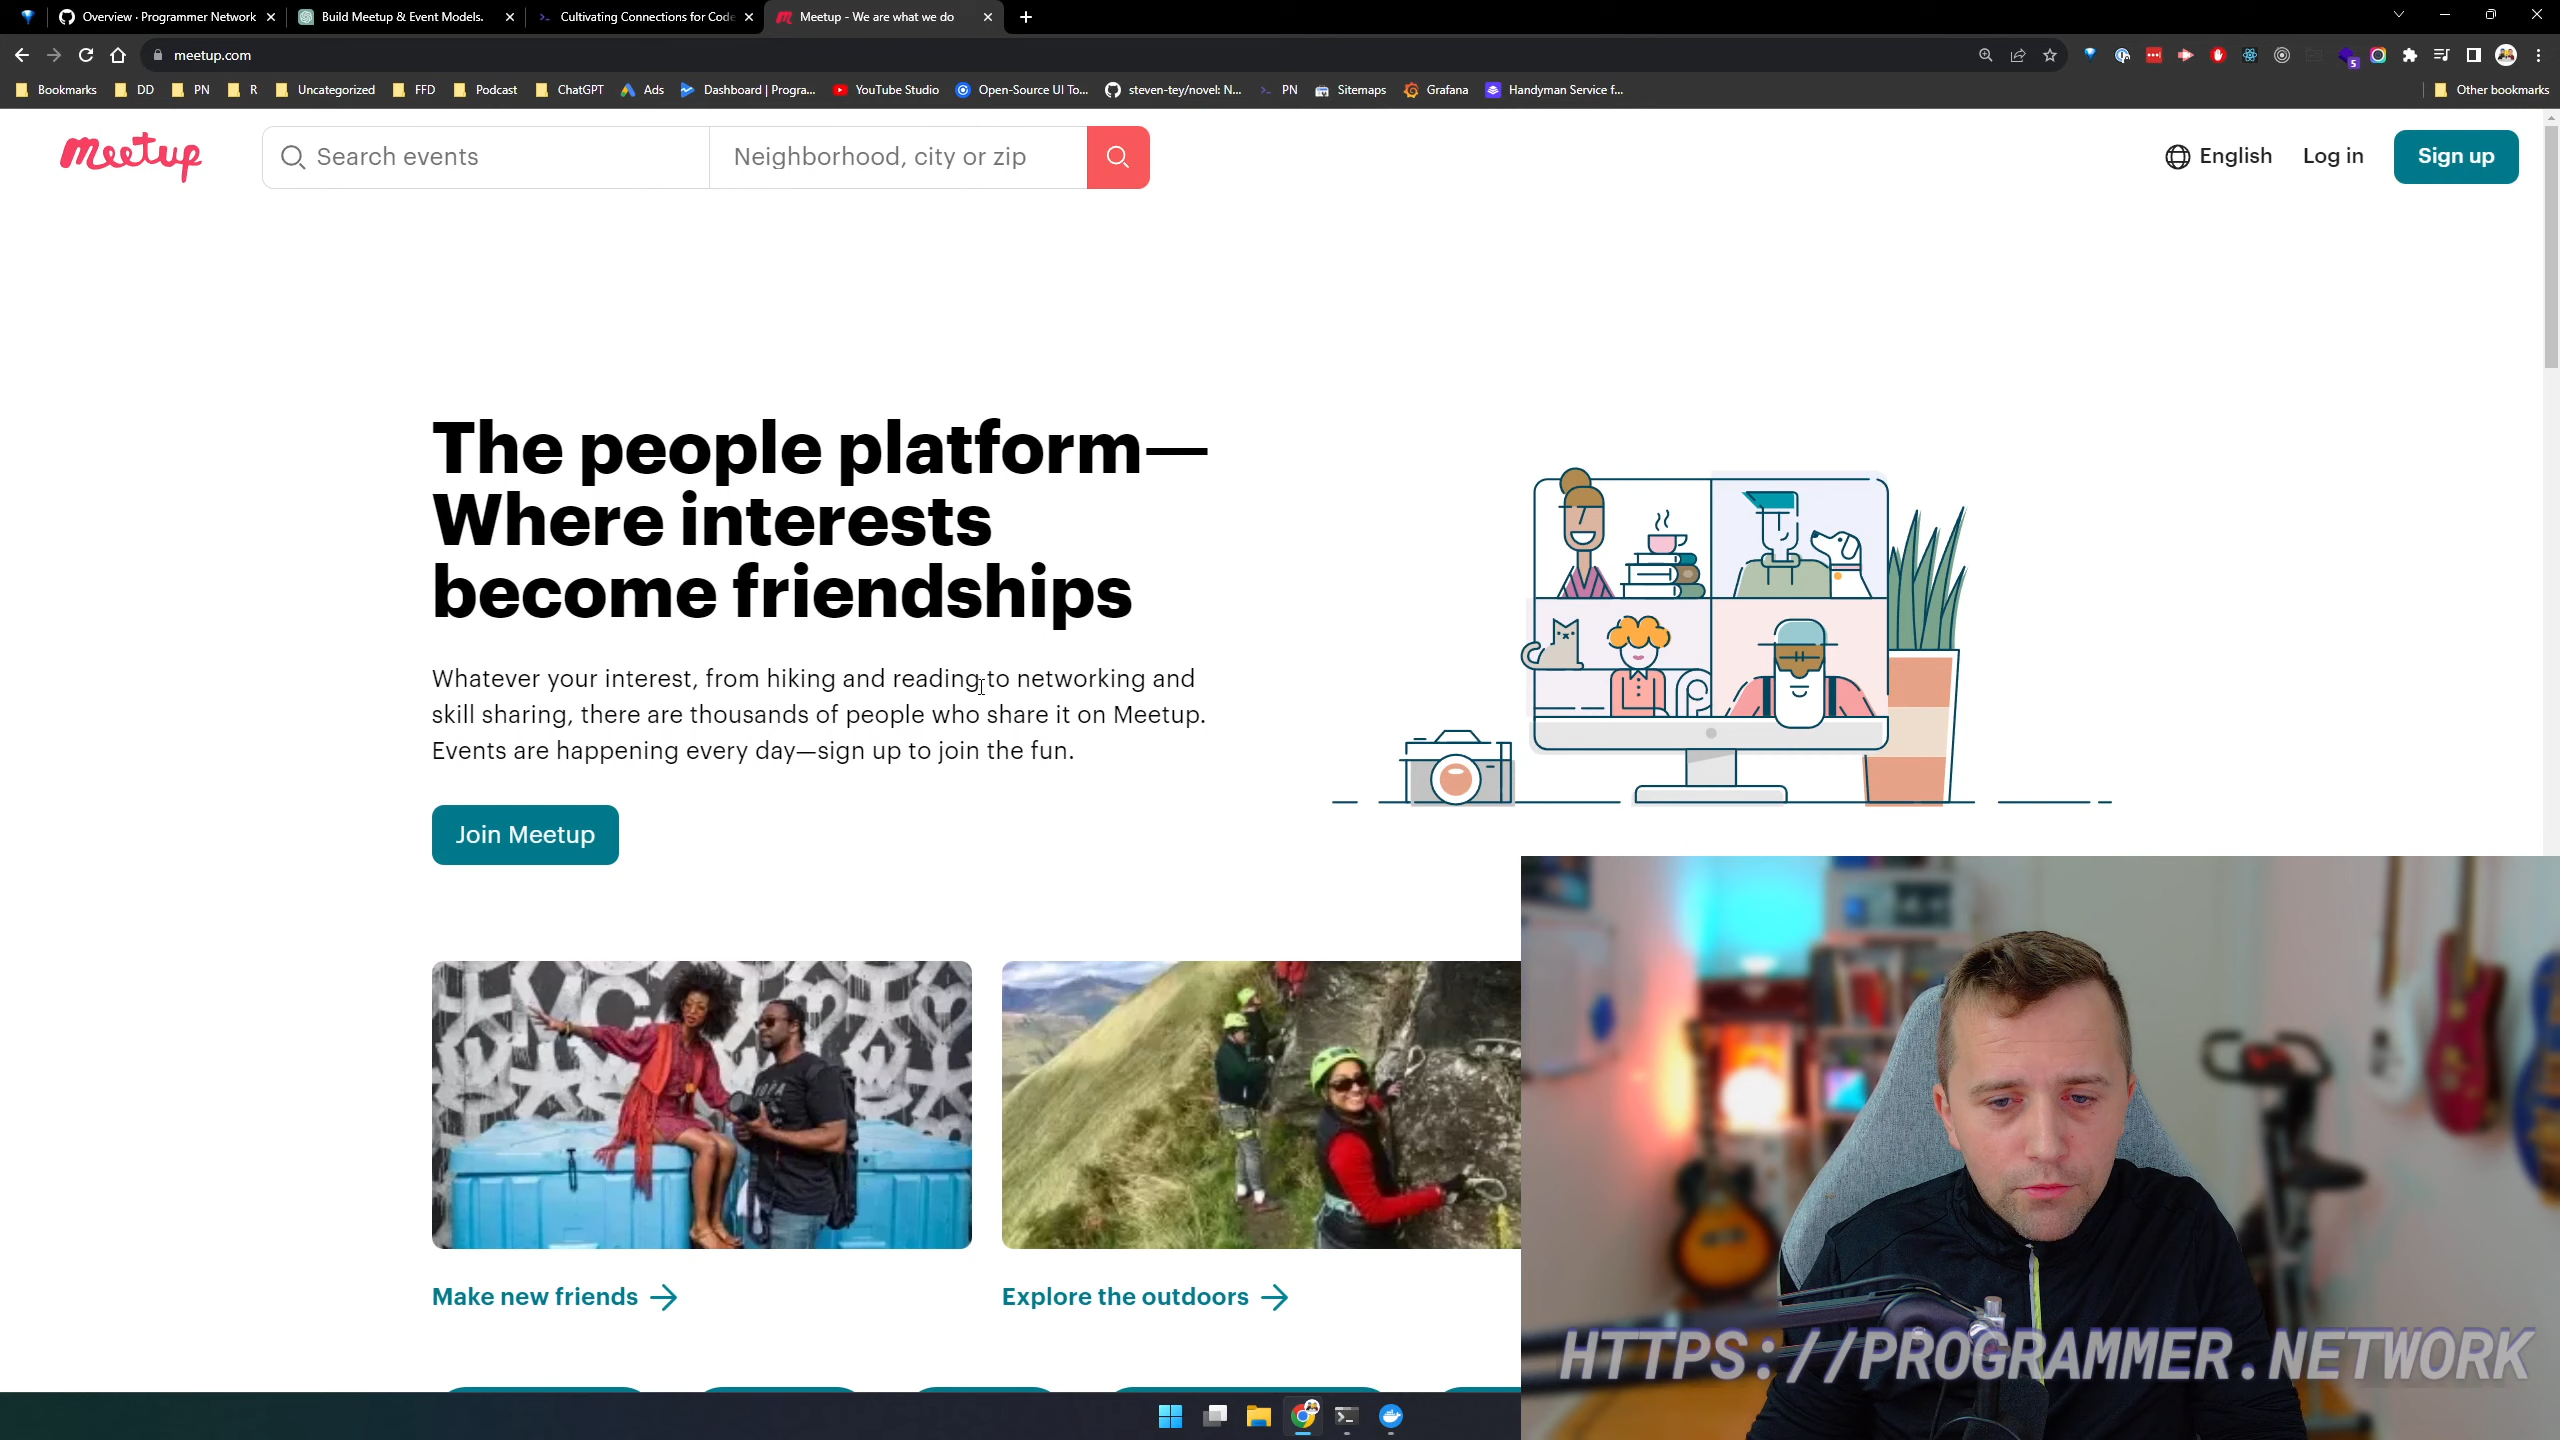 Overview · Programmer Network
Build Meetup & Event Models.
Cultivating Connections for Code
Meetup - We are what we do
meetup.com
Bookmarks
DD
PN
R
Uncategorized
FFD
Podcast
ChatGPT
Ads
Dashboard | Progra...
YouTube Studio
Open-Source UI To...
steven-tey/novel: N...
PN
Sitemaps
Grafana
Handyman Service f...
Other bookmarks
5
meetup
Search events
Neighborhood, city or zip
English
Log in
Sign up
The people platform—
Where interests
become friendships
Whatever your interest, from hiking and reading to networking and
skill sharing, there are thousands of people who share it on Meetup.
Events are happening every day—sign up to join the fun.
Join Meetup
Make new friends
Explore the outdoors
HTTPS://PROGRAMMER.NETWORK